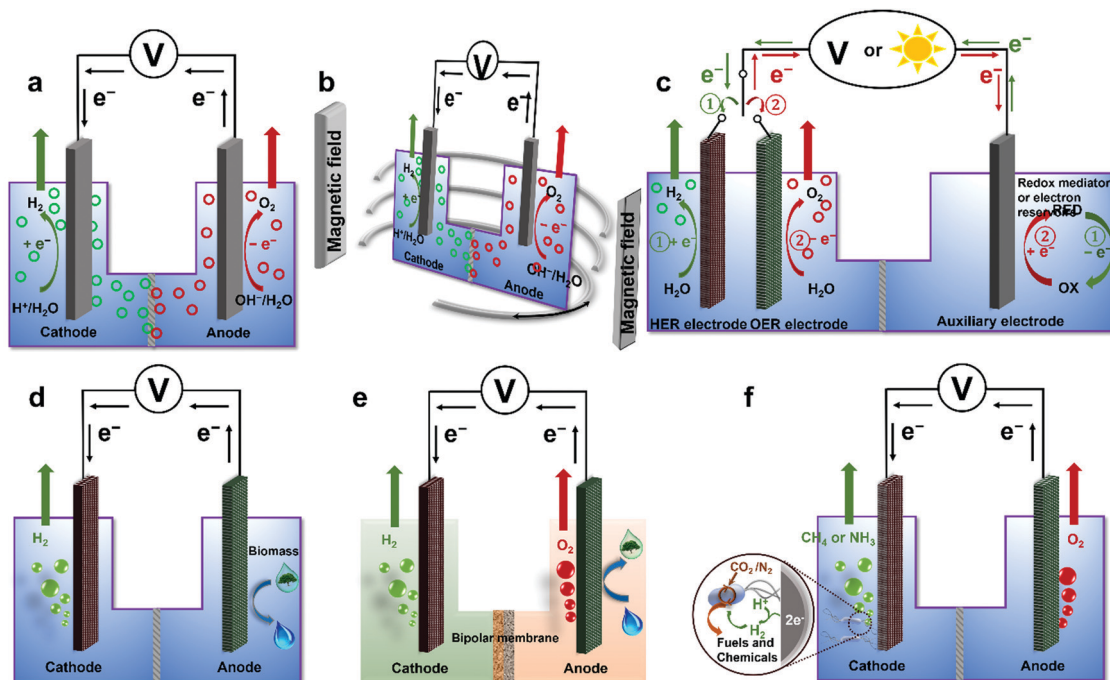 a
V
e⁻
e⁻
H₂
+ e⁻
H⁺/H₂O
Cathode
O₂
– e⁻
OH⁻/H₂O
Anode
b
Magnetic field
V
e⁻
e⁻
H₂
+ e⁻
H⁺/H₂O
Cathode
O₂
– e⁻
OH⁻/H₂O
Anode
Magnetic field
c
V or
e⁻
e⁻
e⁻
e⁻
1
2
H₂
1 + e⁻
H₂O
HER electrode
O₂
2 - e⁻
H₂O
OER electrode
Redox mediator
or electron
reservoirs
RED
2
+ e⁻
1
– e⁻
OX
Auxiliary electrode
d
V
e⁻
e⁻
H₂
Cathode
Biomass
Anode
e
V
e⁻
e⁻
H₂
Cathode
Bipolar membrane
O₂
Anode
f
V
e⁻
e⁻
CH₄ or NH₃
CO₂/N₂
H⁺
H₂
2e⁻
Fuels and
Chemicals
Cathode
O₂
Anode